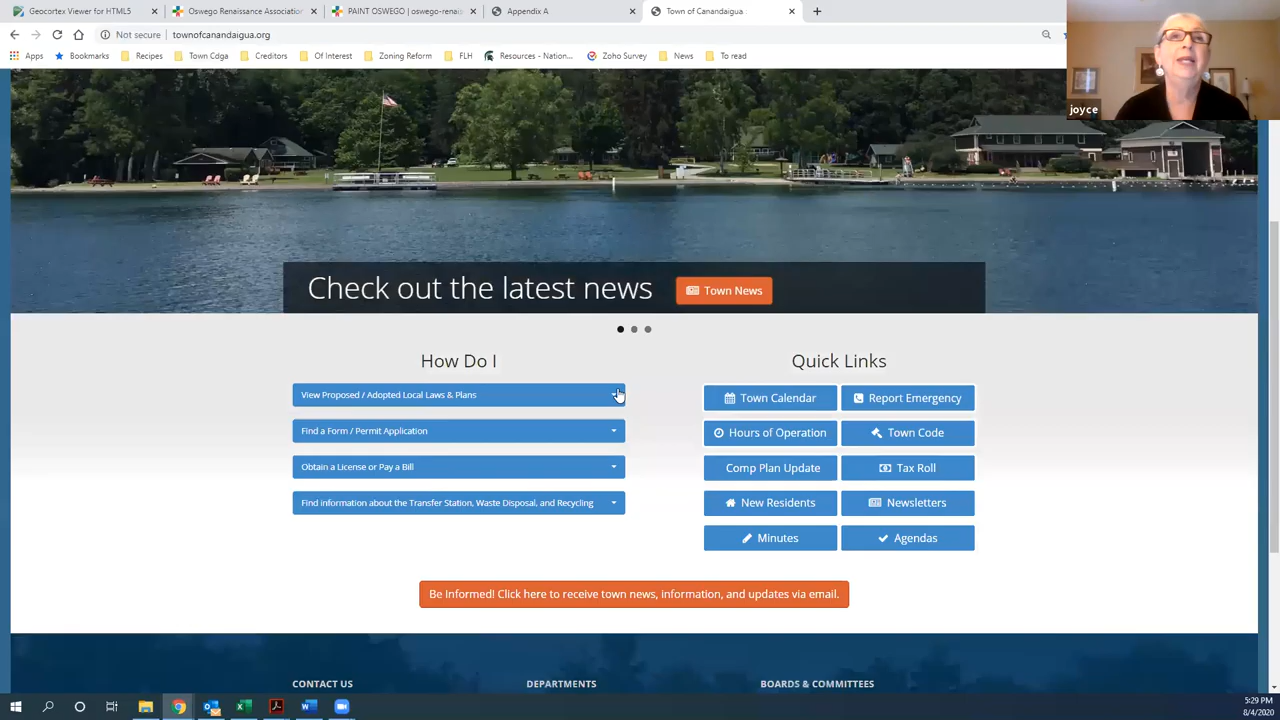 Geocortex Viewer for HTML5
Oswego Renaissance Association
PAINT OSWEGO | oswego-renais
Appendix A
Town of Canandaigua
Not secure | townofcanandaigua.org
Apps
Bookmarks
Recipes
Town Cdga
Creditors
Of Interest
Zoning Reform
FLH
Resources - Nation...
Zoho Survey
News
To read
joyce
Check out the latest news
Town News
How Do I
View Proposed / Adopted Local Laws & Plans
Find a Form / Permit Application
Obtain a License or Pay a Bill
Find information about the Transfer Station, Waste Disposal, and Recycling
Quick Links
Town Calendar
Report Emergency
Hours of Operation
Town Code
Comp Plan Update
Tax Roll
New Residents
Newsletters
Minutes
Agendas
Be Informed! Click here to receive town news, information, and updates via email.
CONTACT US
DEPARTMENTS
BOARDS & COMMITTEES
5:29 PM
8/4/2020